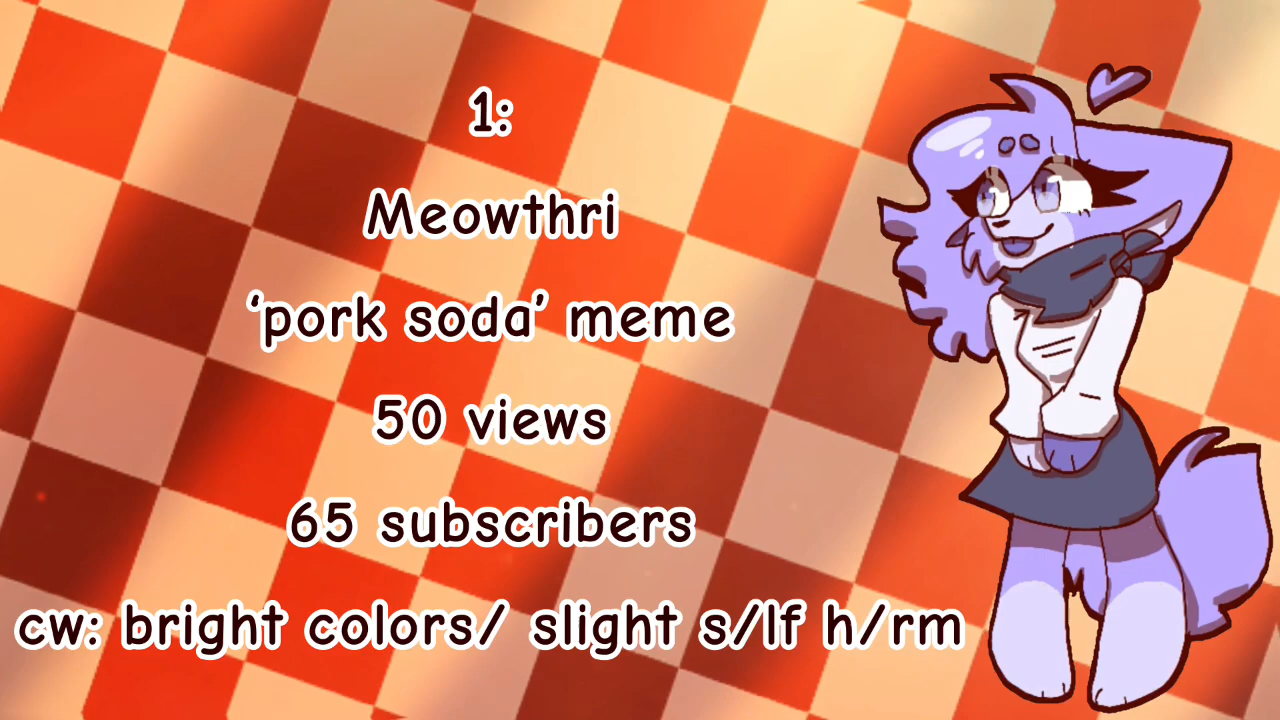 1:
Meowthri
‘pork soda’ meme
50 views
65 subscribers
cw: bright colors/ slight s/lf h/rm